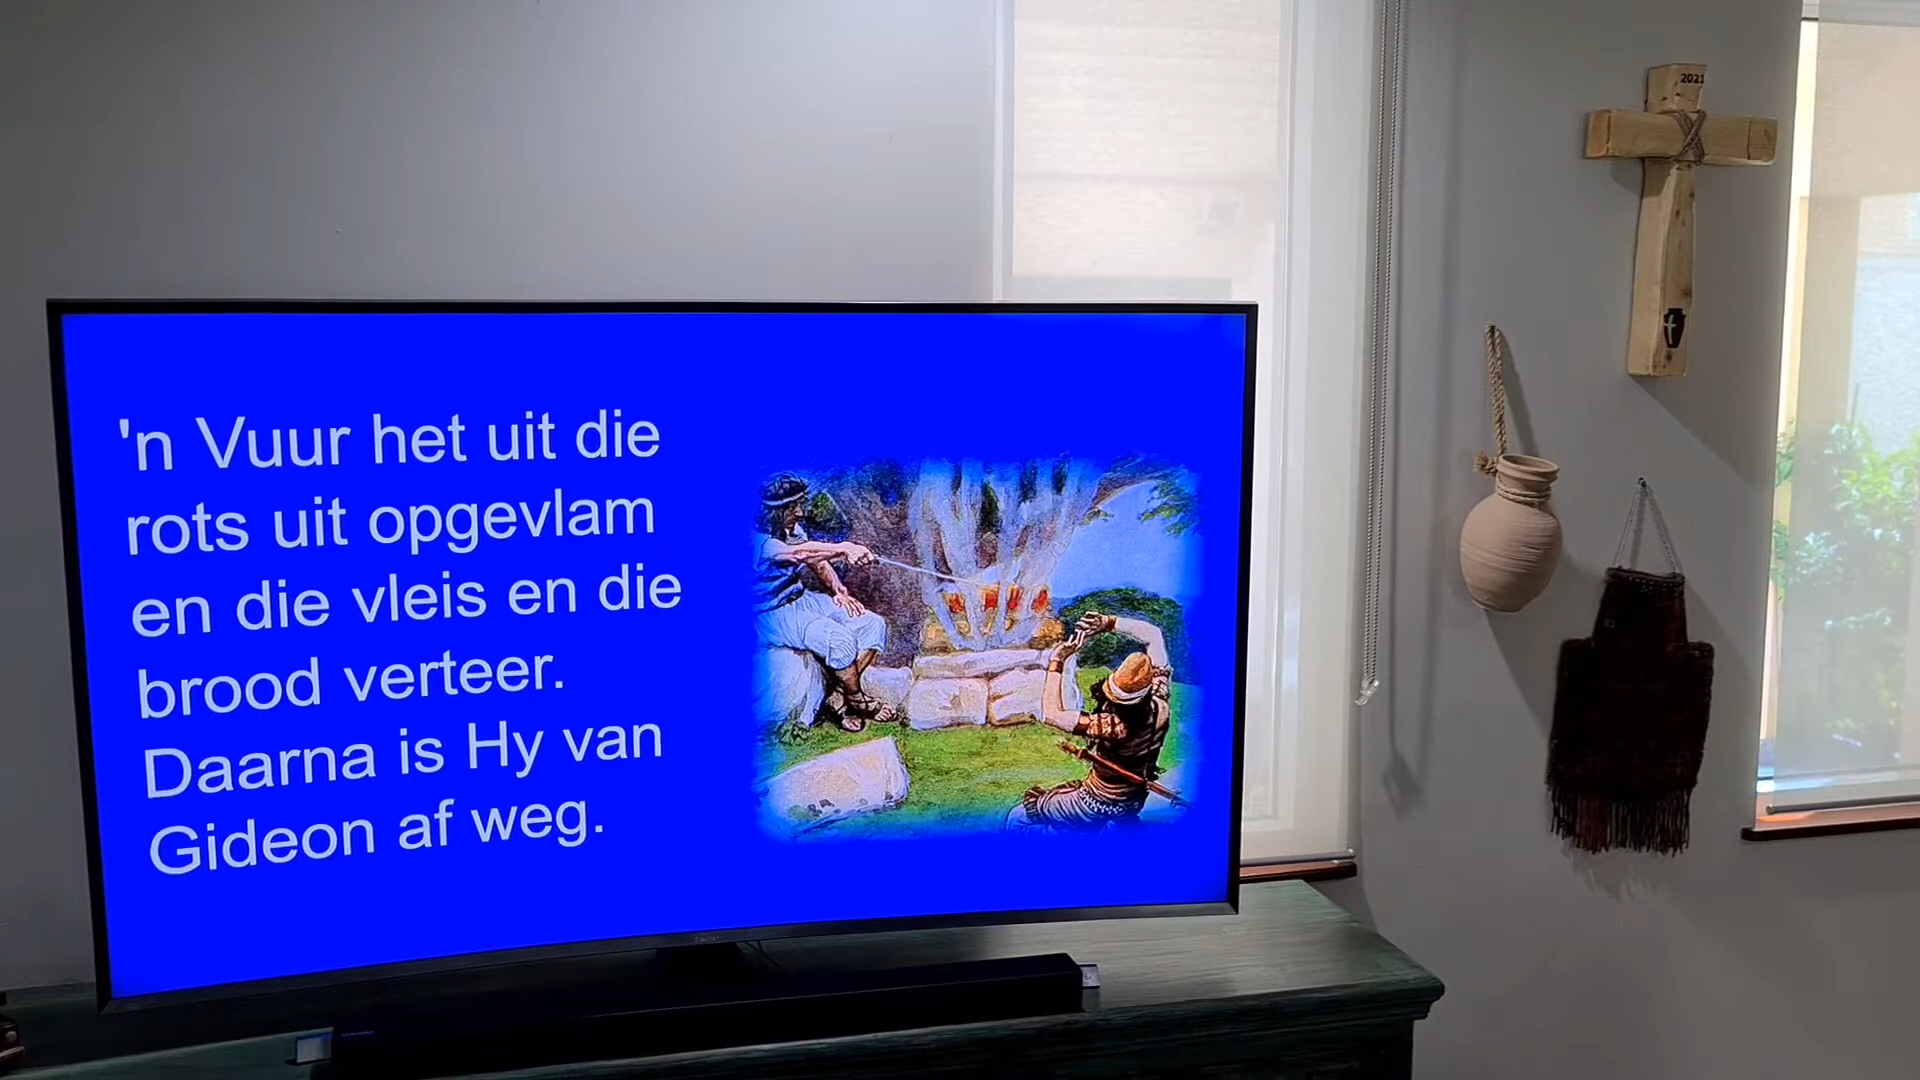 'n Vuur het uit die
rots uit opgevlam
en die vleis en die
brood verteer.
Daarna is Hy van
Gideon af weg.
2021